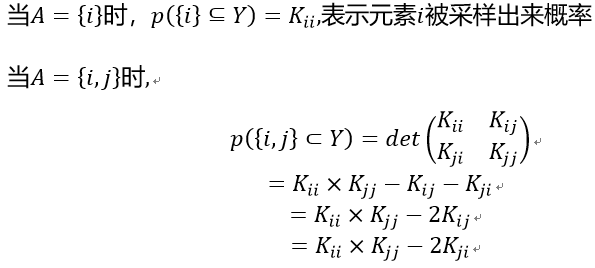 当A = {i}时，p({i} ⊆ Y) = K_ii,表示元素i被采样出来概率
当A = {i, j}时,
p({i, j} ⊂ Y) = det(K_ii K_ij
K_ji K_jj)
= K_ii × K_jj − K_ij − K_ji
= K_ii × K_jj − 2K_ij
= K_ii × K_jj − 2K_ji